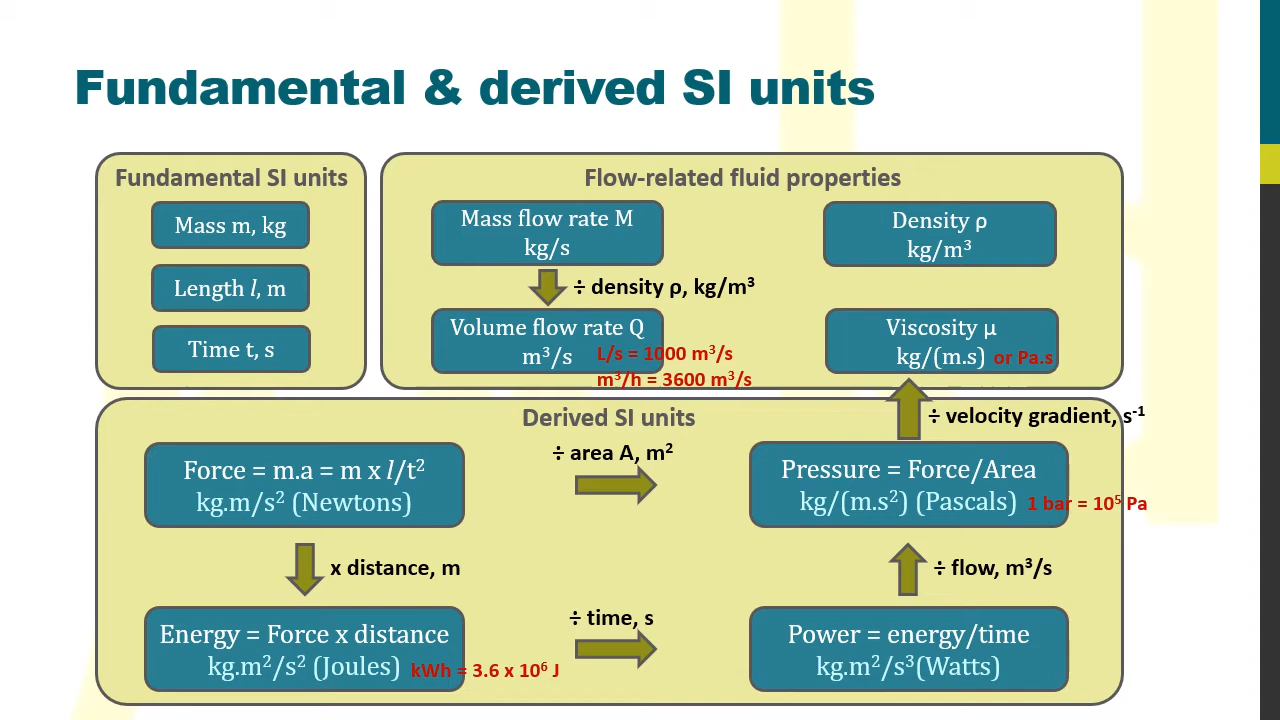 Fundamental & derived SI units
Fundamental SI units
Mass m, kg
Length l, m
Time t, s
Flow-related fluid properties
Mass flow rate M
kg/s
÷ density ρ, kg/m³
Volume flow rate Q
m³/s
L/s = 1000 m³/s
m³/h = 3600 m³/s
Density ρ
kg/m³
Viscosity μ
kg/(m.s) or Pa.s
÷ velocity gradient, s⁻¹
Derived SI units
Force = m.a = m x l/t²
kg.m/s² (Newtons)
÷ area A, m²
Pressure = Force/Area
kg/(m.s²) (Pascals) 1 bar = 10⁵ Pa
x distance, m
÷ flow, m³/s
Energy = Force x distance
kg.m²/s² (Joules) kWh = 3.6 x 10⁶ J
÷ time, s
Power = energy/time
kg.m²/s³(Watts)